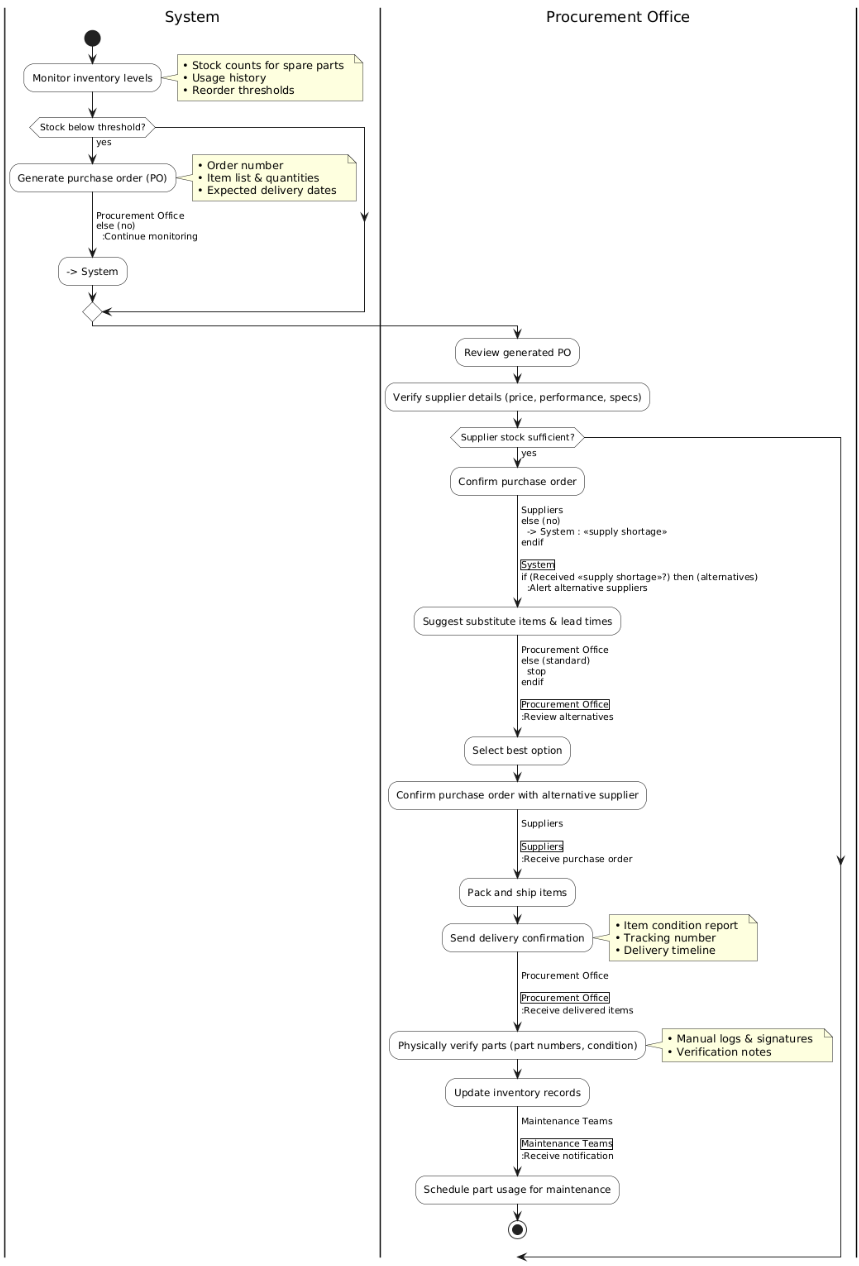 System
Procurement Office
Monitor inventory levels
• Stock counts for spare parts
• Usage history
• Reorder thresholds
Stock below threshold?
yes
Generate purchase order (PO)
• Order number
• Item list & quantities
• Expected delivery dates
Procurement Office
else (no)
:Continue monitoring
-> System
Review generated PO
Verify supplier details (price, performance, specs)
Supplier stock sufficient?
yes
Confirm purchase order
Suppliers
else (no)
-> System : «supply shortage»
endif
System
if (Received «supply shortage»?) then (alternatives)
:Alert alternative suppliers
Suggest substitute items & lead times
Procurement Office
else (standard)
stop
endif
Procurement Office
:Review alternatives
Select best option
Confirm purchase order with alternative supplier
Suppliers
Suppliers
:Receive purchase order
Pack and ship items
Send delivery confirmation
• Item condition report
• Tracking number
• Delivery timeline
Procurement Office
Procurement Office
:Receive delivered items
Physically verify parts (part numbers, condition)
• Manual logs & signatures
• Verification notes
Update inventory records
Maintenance Teams
Maintenance Teams
:Receive notification
Schedule part usage for maintenance